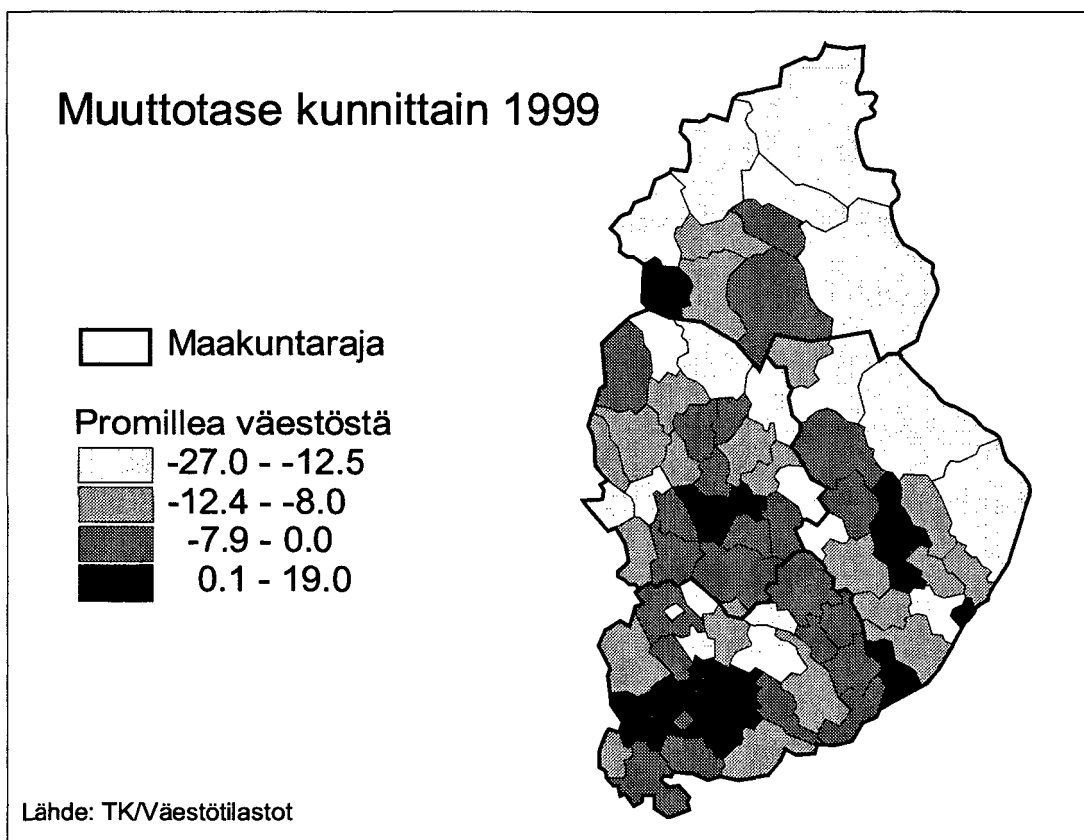 Muuttotase kunnittain 1999
Maakuntaraja
Promillea väestöstä
-27.0 - -12.5
-12.4 - -8.0
-7.9 - 0.0
0.1 - 19.0
Lähde: TK/Väestötilastot